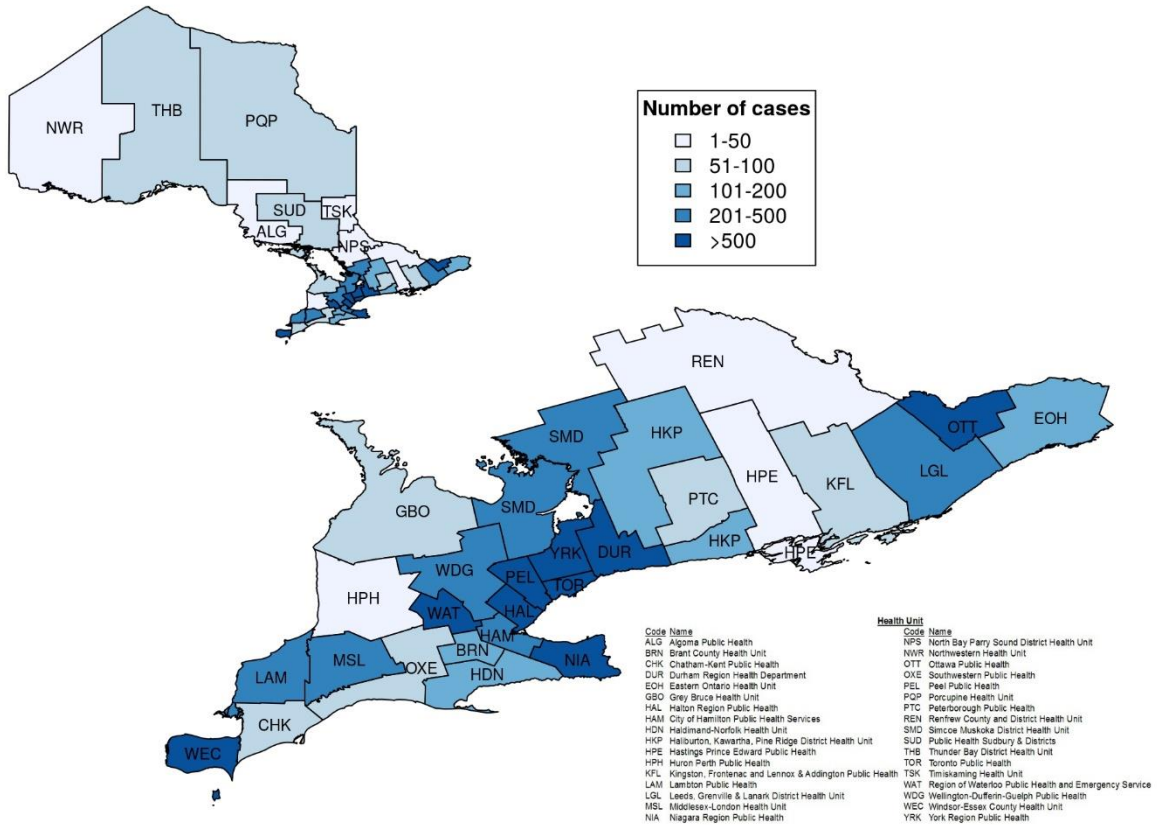 NWR
THB
PQP
SUD
TSK
ALG
NPS
Number of cases
1-50
51-100
101-200
201-500
>500
REN
SMD
HKP
OTT
EOH
HPE
LGL
PTC
KFL
GBO
SMD
YRK
DUR
HKP
HPE
WDG
PEL
TOR
HPH
WAT
HAL
HAM
BRN
NIA
LAM
MSL
OXE
HDN
CHK
WEC
Health Unit
Code Name
ALG Algoma Public Health
BRN Brant County Health Unit
CHK Chatham-Kent Public Health
DUR Durham Region Health Department
EOH Eastern Ontario Health Unit
GBO Grey Bruce Health Unit
HAL Halton Region Public Health
HAM City of Hamilton Public Health Services
HDN Haldimand-Norfolk Health Unit
HKP Haliburton, Kawartha, Pine Ridge District Health Unit
HPE Hastings Prince Edward Public Health
HPH Huron Perth Public Health
KFL Kingston, Frontenac and Lennox & Addington Public Health
LAM Lambton Public Health
LGL Leeds, Grenville & Lanark District Health Unit
MSL Middlesex-London Health Unit
NIA Niagara Region Public Health
Code Name
NPS North Bay Parry Sound District Health Unit
NWR Northwestern Health Unit
OTT Ottawa Public Health
OXE Southwestern Public Health
PEL Peel Public Health
PQP Porcupine Health Unit
PTC Peterborough Public Health
REN Renfrew County and District Health Unit
SMD Simcoe Muskoka District Health Unit
SUD Public Health Sudbury & Districts
THB Thunder Bay District Health Unit
TOR Toronto Public Health
TSK Timiskaming Health Unit
WAT Region of Waterloo Public Health and Emergency Service
WDG Wellington-Dufferin-Guelph Public Health
WEC Windsor-Essex County Health Unit
YRK York Region Public Health